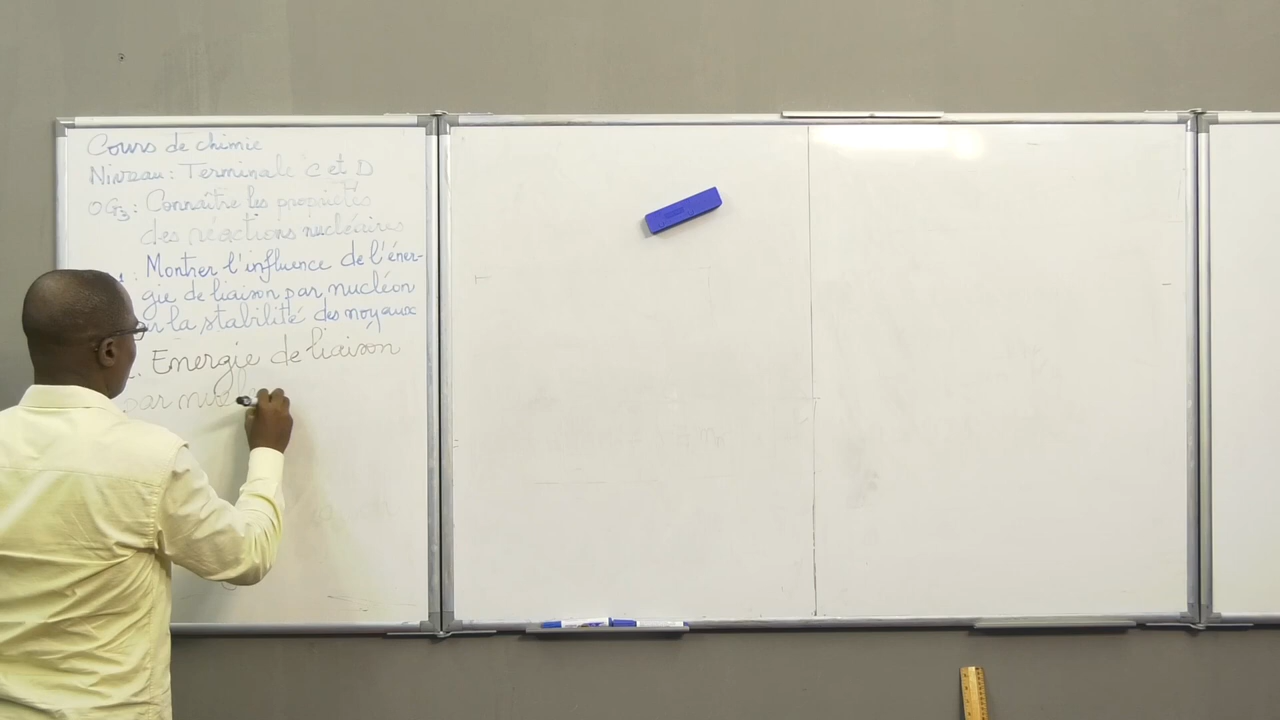 Cours de chimie
Niveau : Terminale C et D
OG3 : Connaître les propriétés
des réactions nucléaires
Montrer l'influence de l'éner-
gie de liaison par nucléon
la stabilité des noyaux
Energie de liaison
par